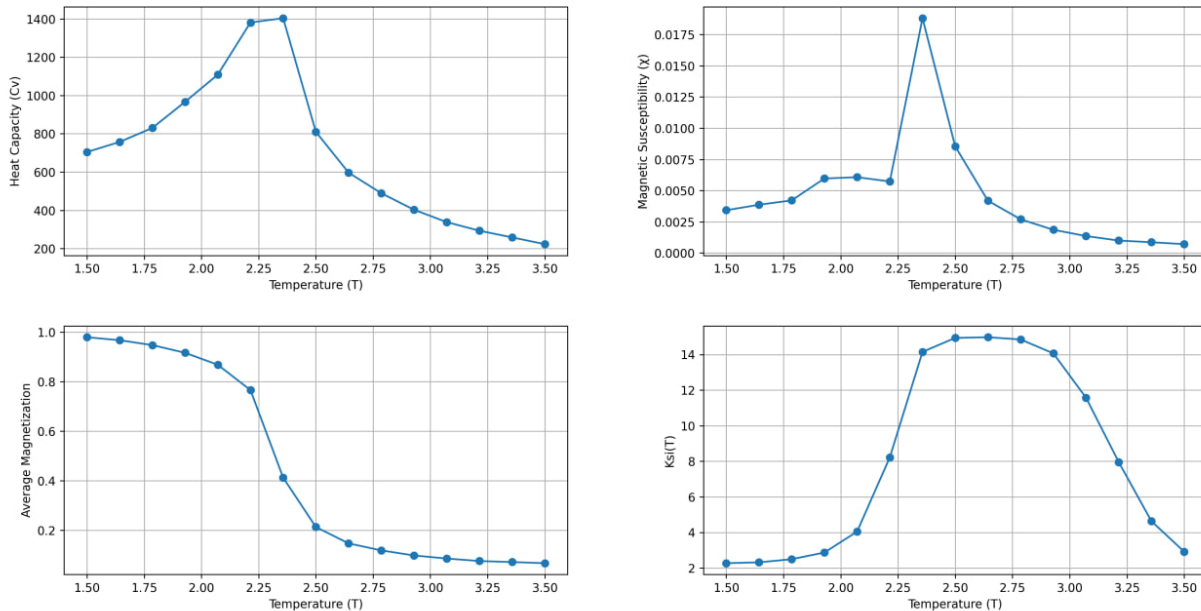 1400
1200
1000
800
600
400
200
Heat Capacity (Cv)
1.50 1.75 2.00 2.25 2.50 2.75 3.00 3.25 3.50
Temperature (T)
0.0175
0.0150
0.0125
0.0100
0.0075
0.0050
0.0025
0.0000
Magnetic Susceptibility (χ)
1.50 1.75 2.00 2.25 2.50 2.75 3.00 3.25 3.50
Temperature (T)
1.0
0.8
0.6
0.4
0.2
Average Magnetization
1.50 1.75 2.00 2.25 2.50 2.75 3.00 3.25 3.50
Temperature (T)
14
12
10
8
6
4
2
Ksi(T)
1.50 1.75 2.00 2.25 2.50 2.75 3.00 3.25 3.50
Temperature (T)